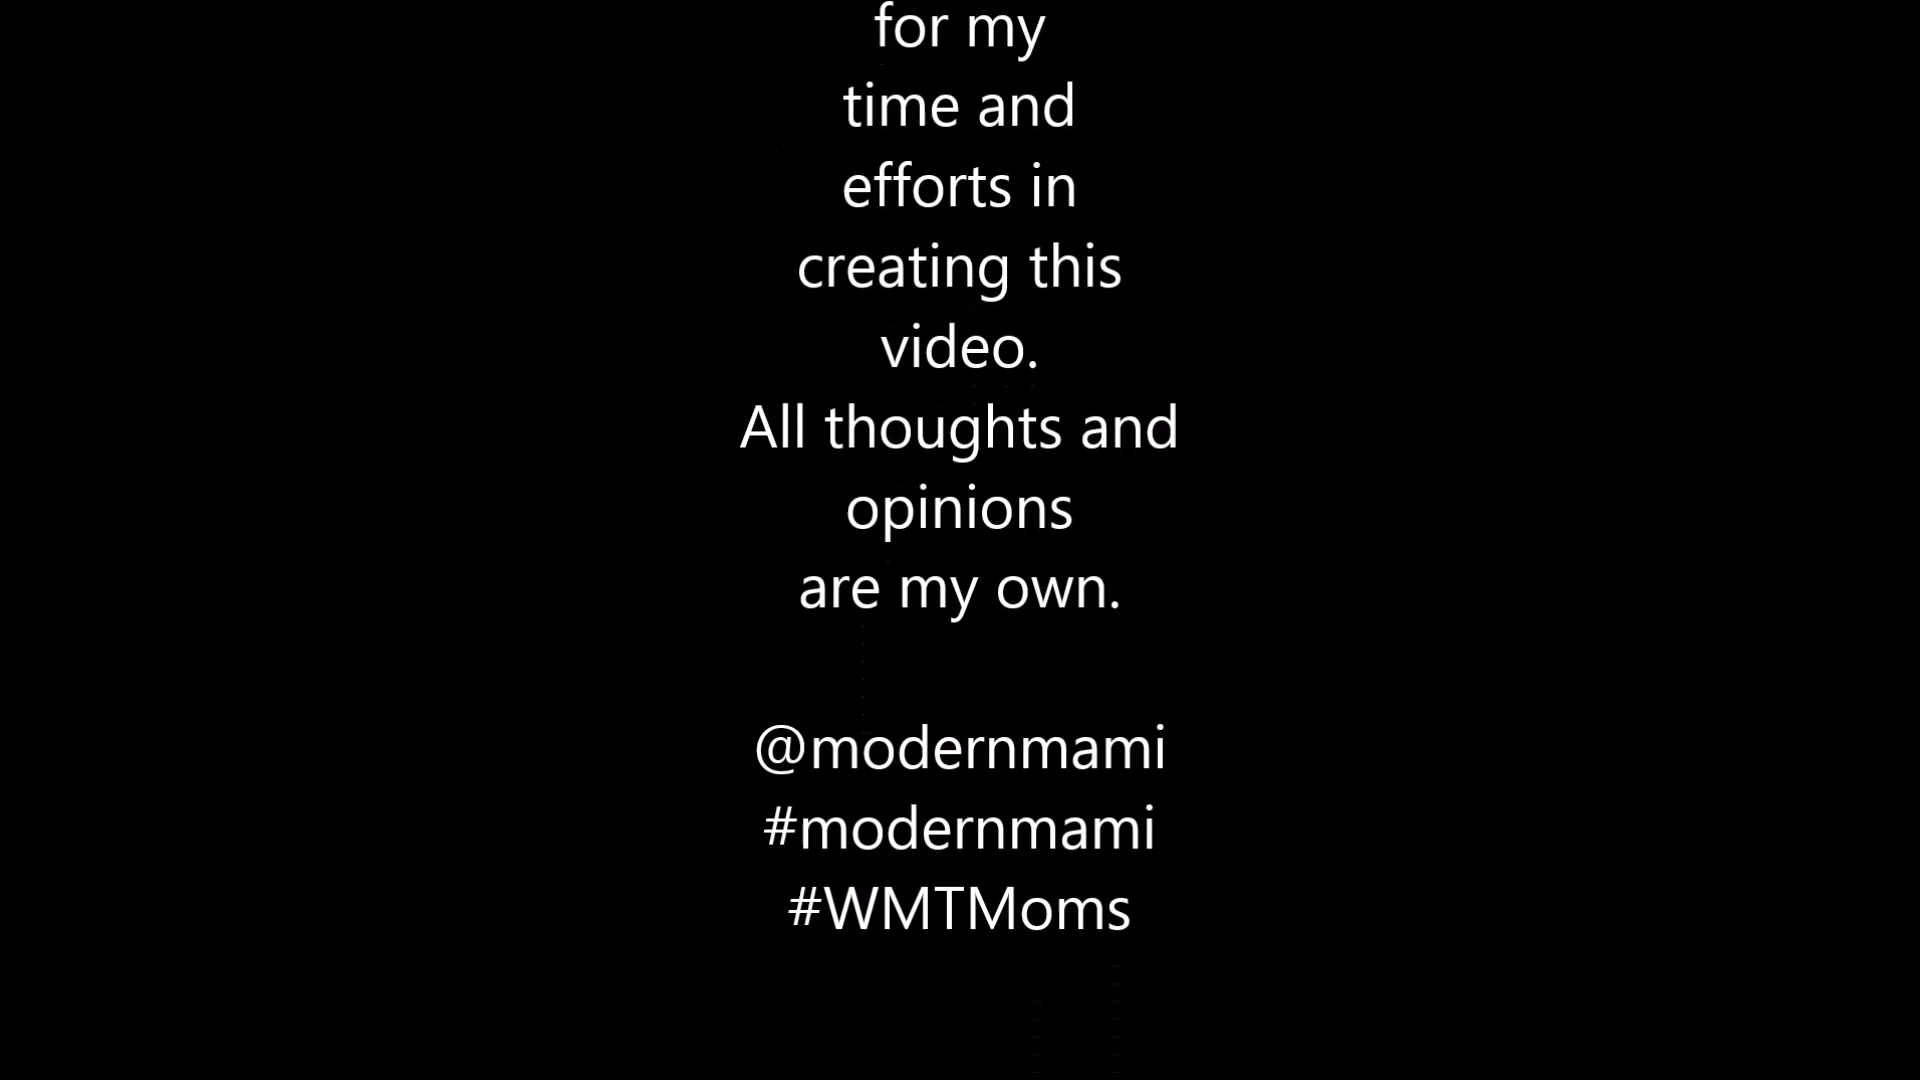 for my
time and
efforts in
creating this
video.
All thoughts and
opinions
are my own.
@modernmami
#modernmami
#WMTMoms